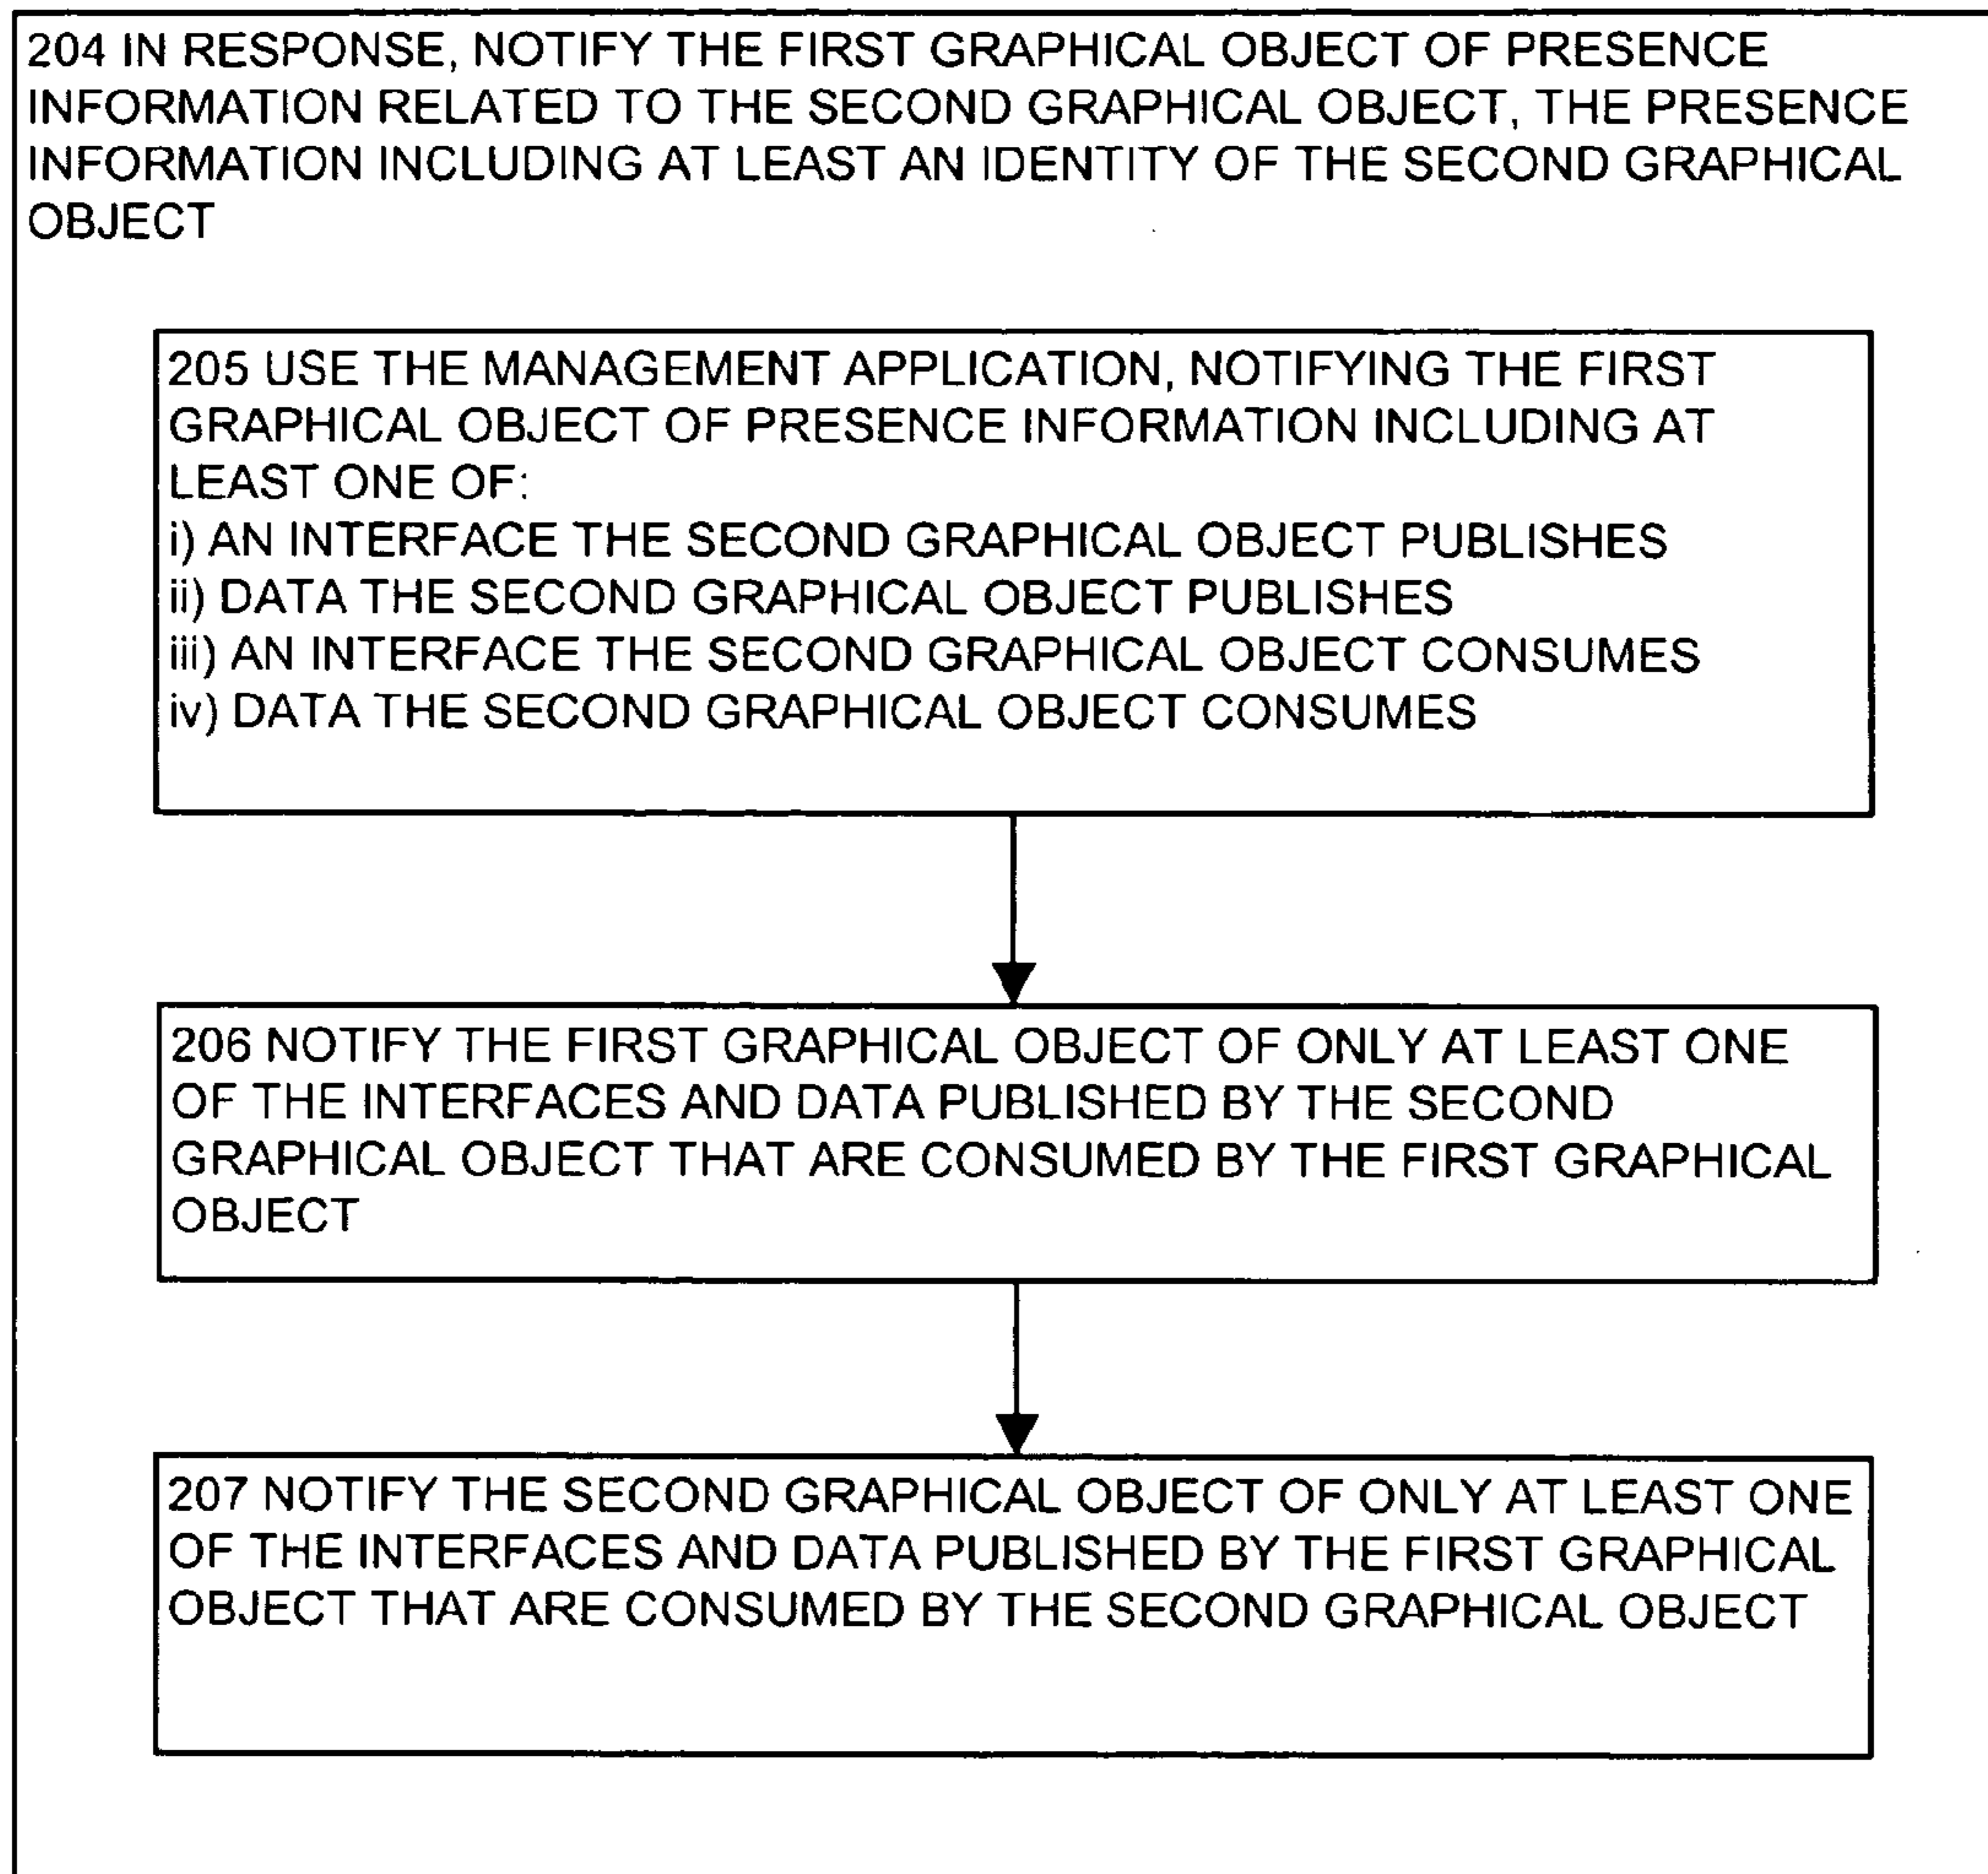 204 IN RESPONSE, NOTIFY THE FIRST GRAPHICAL OBJECT OF PRESENCE
INFORMATION RELATED TO THE SECOND GRAPHICAL OBJECT, THE PRESENCE
INFORMATION INCLUDING AT LEAST AN IDENTITY OF THE SECOND GRAPHICAL
OBJECT
205 USE THE MANAGEMENT APPLICATION, NOTIFYING THE FIRST
GRAPHICAL OBJECT OF PRESENCE INFORMATION INCLUDING AT
LEAST ONE OF:
i) AN INTERFACE THE SECOND GRAPHICAL OBJECT PUBLISHES
ii) DATA THE SECOND GRAPHICAL OBJECT PUBLISHES
iii) AN INTERFACE THE SECOND GRAPHICAL OBJECT CONSUMES
iv) DATA THE SECOND GRAPHICAL OBJECT CONSUMES
206 NOTIFY THE FIRST GRAPHICAL OBJECT OF ONLY AT LEAST ONE
OF THE INTERFACES AND DATA PUBLISHED BY THE SECOND
GRAPHICAL OBJECT THAT ARE CONSUMED BY THE FIRST GRAPHICAL
OBJECT
207 NOTIFY THE SECOND GRAPHICAL OBJECT OF ONLY AT LEAST ONE
OF THE INTERFACES AND DATA PUBLISHED BY THE FIRST GRAPHICAL
OBJECT THAT ARE CONSUMED BY THE SECOND GRAPHICAL OBJECT